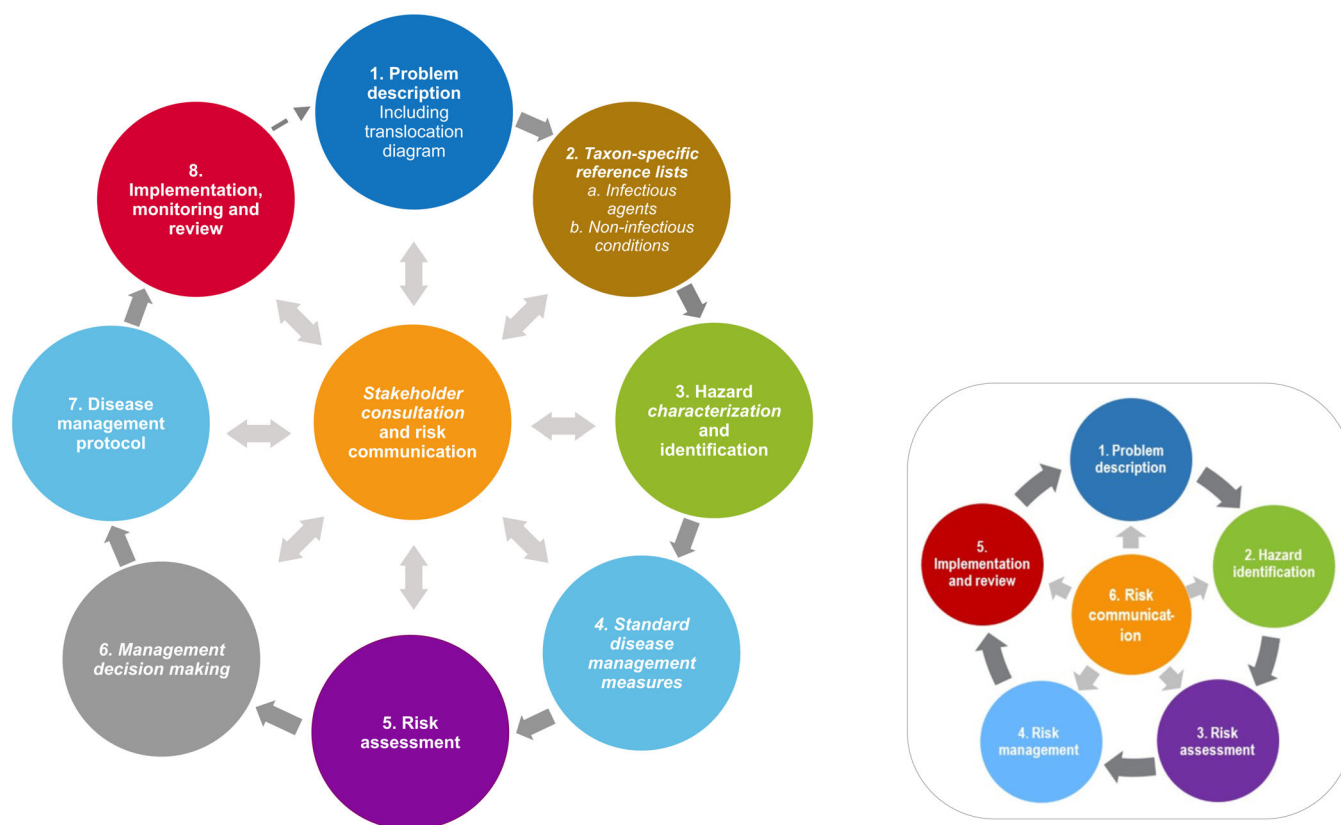 1. Problem
description
Including
translocation
diagram
2. Taxon-specific
reference lists
a. Infectious
agents
b. Non-infectious
conditions
3. Hazard
characterization
and
identification
4. Standard
disease
management
measures
5. Risk
assessment
6. Management
decision making
7. Disease
management
protocol
8.
Implementation,
monitoring and
review
Stakeholder
consultation
and risk
communication
1. Problem
description
2. Hazard
identification
3. Risk
assessment
4. Risk
management
5.
Implementation
and review
6. Risk
communicat-
ion